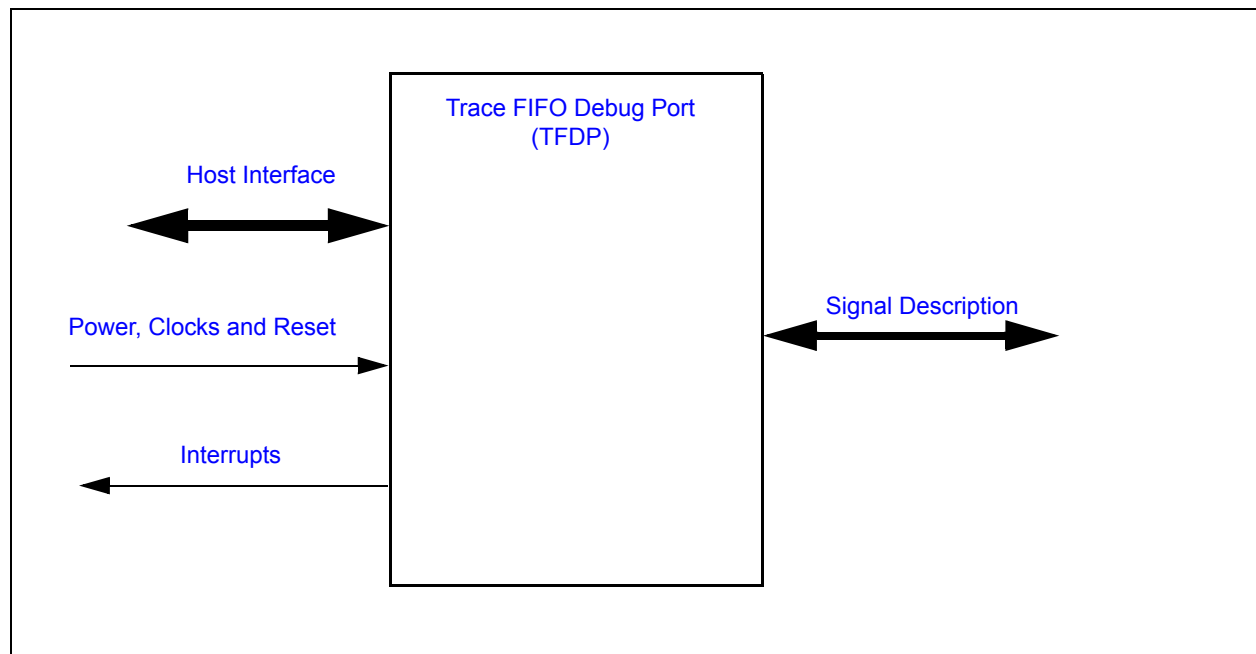 Trace FIFO Debug Port
(TFDP)
Host Interface
Signal Description
Power, Clocks and Reset
Interrupts